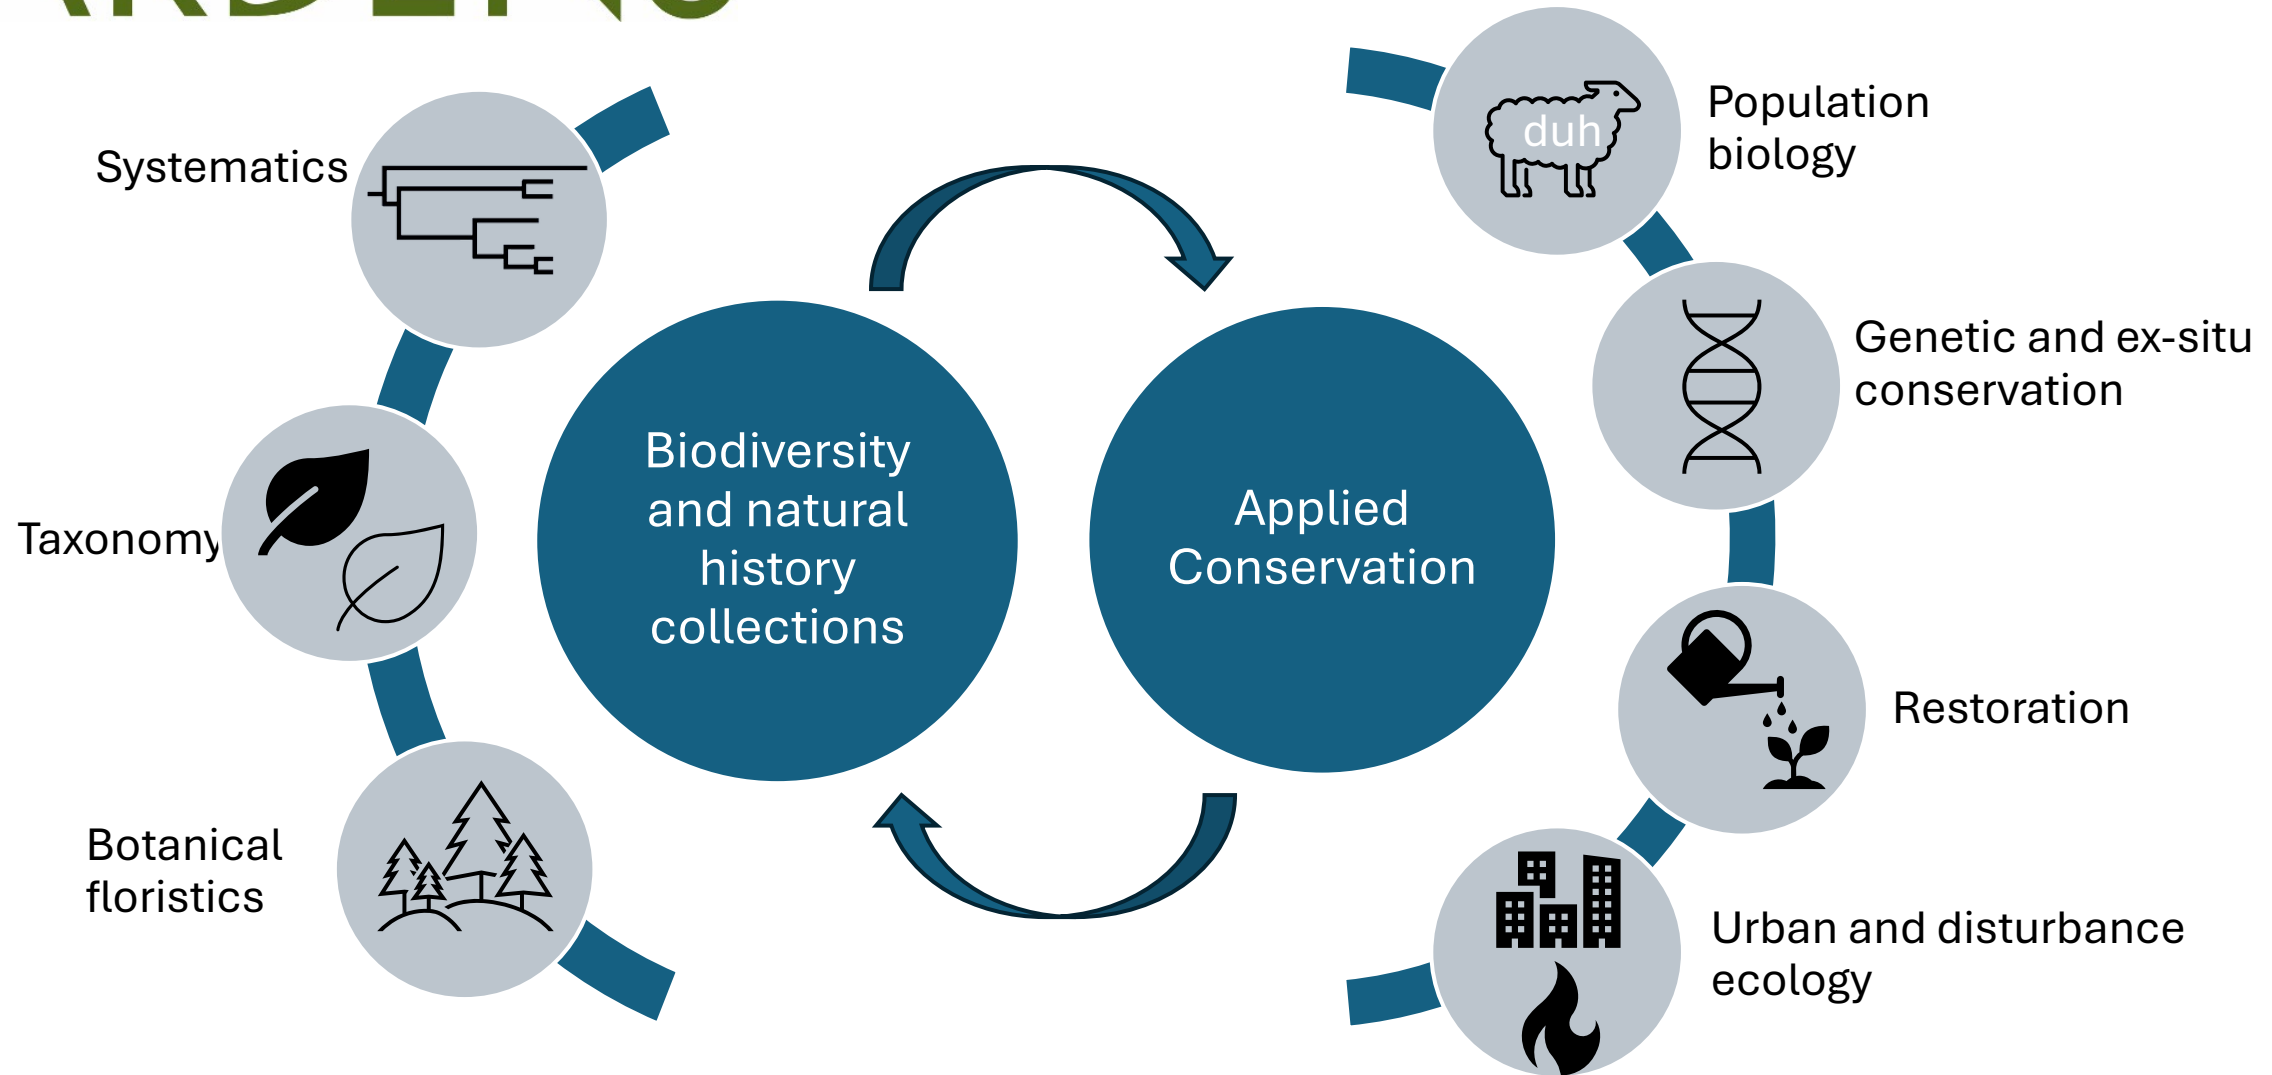 Systematics
Taxonomy
Botanical
floristics
Biodiversity
and natural
history
collections
Applied
Conservation
duh
Population
biology
Genetic and ex-situ
conservation
Restoration
Urban and disturbance
ecology